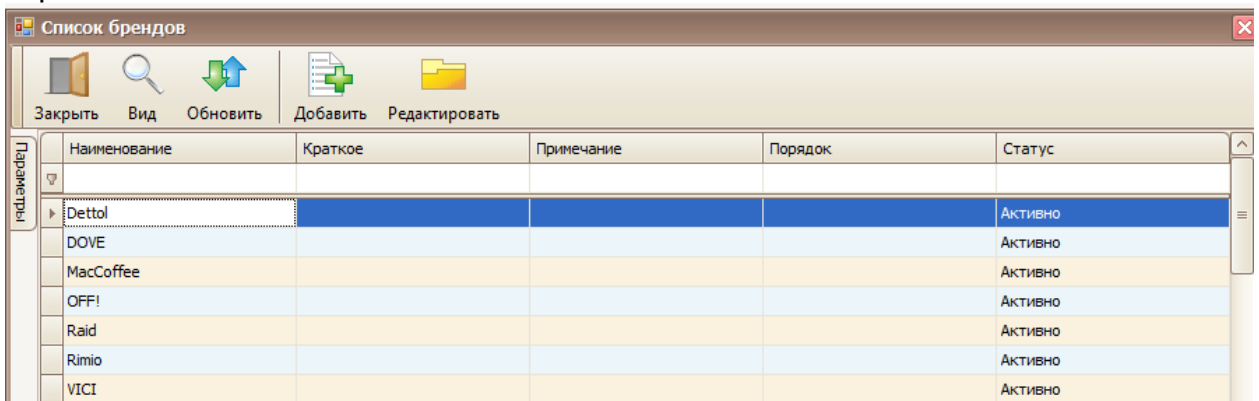 Список брендов
Закрыть Вид Обновить Добавить Редактировать
Параметры
Наименование Краткое Примечание Порядок Статус
Dettol Активно
DOVE Активно
MacCoffee Активно
OFF! Активно
Raid Активно
Rimio Активно
VICI Активно